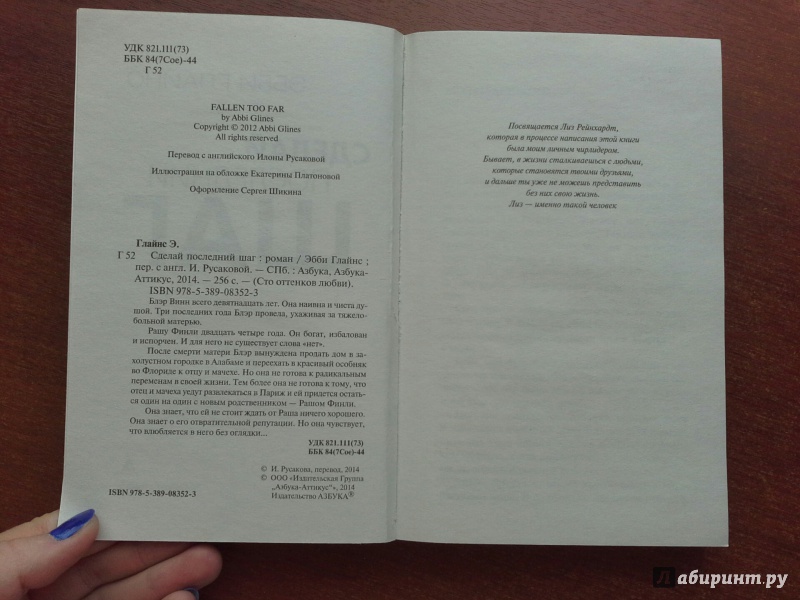 УДК 821.111(73)
ББК 84(7Сое)-44
Г 52
FALLEN TOO FAR
by Abbi Glines
Copyright © 2012 Abbi Glines
All rights reserved
Перевод с английского Илоны Русаковой
Иллюстрация на обложке Екатерины Платоновой
Оформление Сергея Шикина
Глайнс Э.
Г 52 Сделай последний шаг : роман / Эбби Глайнс ;
пер. с англ. И. Русаковой. — СПб. : Азбука, Азбука-
Аттикус, 2014. — 256 с. — (Сто оттенков любви).
ISBN 978-5-389-08352-3
Блэр Винн всего девятнадцать лет. Она наивна и чиста ду-
шой. Три последних года Блэр провела, ухаживая за тяжело-
больной матерью.
Рашу Финли двадцать четыре года. Он богат, избалован
и испорчен. И для него не существует слова «нет».
После смерти матери Блэр вынуждена продать дом в за-
холустном городке в Алабаме и переехать в красивый особняк
во Флориде к отцу и мачехе. Но она не готова к радикальным
переменам в своей жизни. Тем более она не готова к тому, что
отец и мачеха уедут развлекаться в Париж и ей придется остать-
ся один на один с новым родственником — Рашом Финли.
Она знает, что ей не стоит ждать от Раша ничего хорошего.
Она знает о его отвратительной репутации. Но она чувствует,
что влюбляется в него без оглядки...
УДК 821.111(73)
ББК 84(7Сое)-44
© И. Русакова, перевод, 2014
© ООО «Издательская Группа
„Азбука-Аттикус“», 2014
Издательство АЗБУКА®
ISBN 978-5-389-08352-3
Посвящается Лиз Рейнхардт,
которая в процессе написания этой книги
была моим личным чирлидером.
Бывает, в жизни сталкиваешься с людьми,
которые становятся твоими друзьями,
и дальше ты уже не можешь представить
без них свою жизнь.
Лиз — именно такой человек
Лабиринт.ру